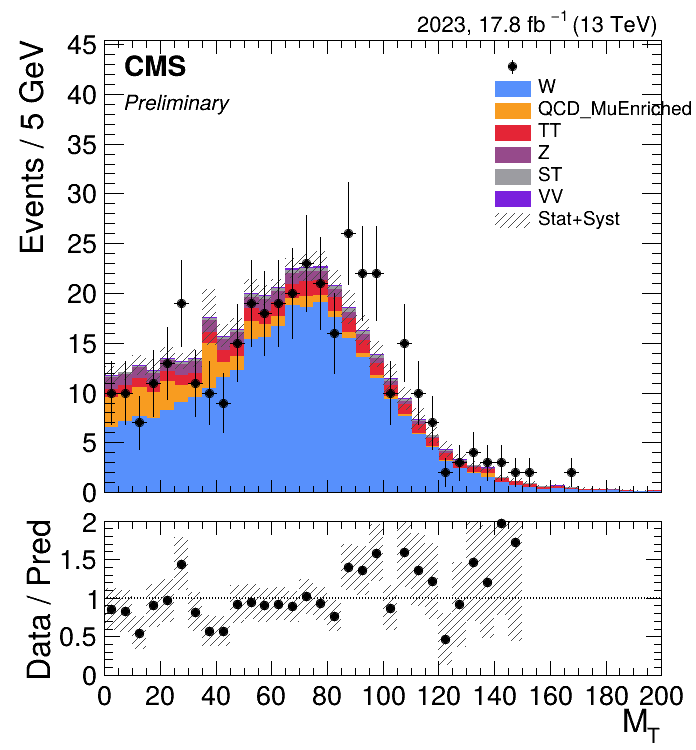 2023, 17.8 fb⁻¹ (13 TeV)
Events / 5 GeV
45
40
35
30
25
20
15
10
5
0
CMS
Preliminary
W
QCD_MuEnriched
TT
Z
ST
VV
Stat+Syst
Data / Pred
2
1.5
1
0.5
0
0 20 40 60 80 100 120 140 160 180 200
M_T